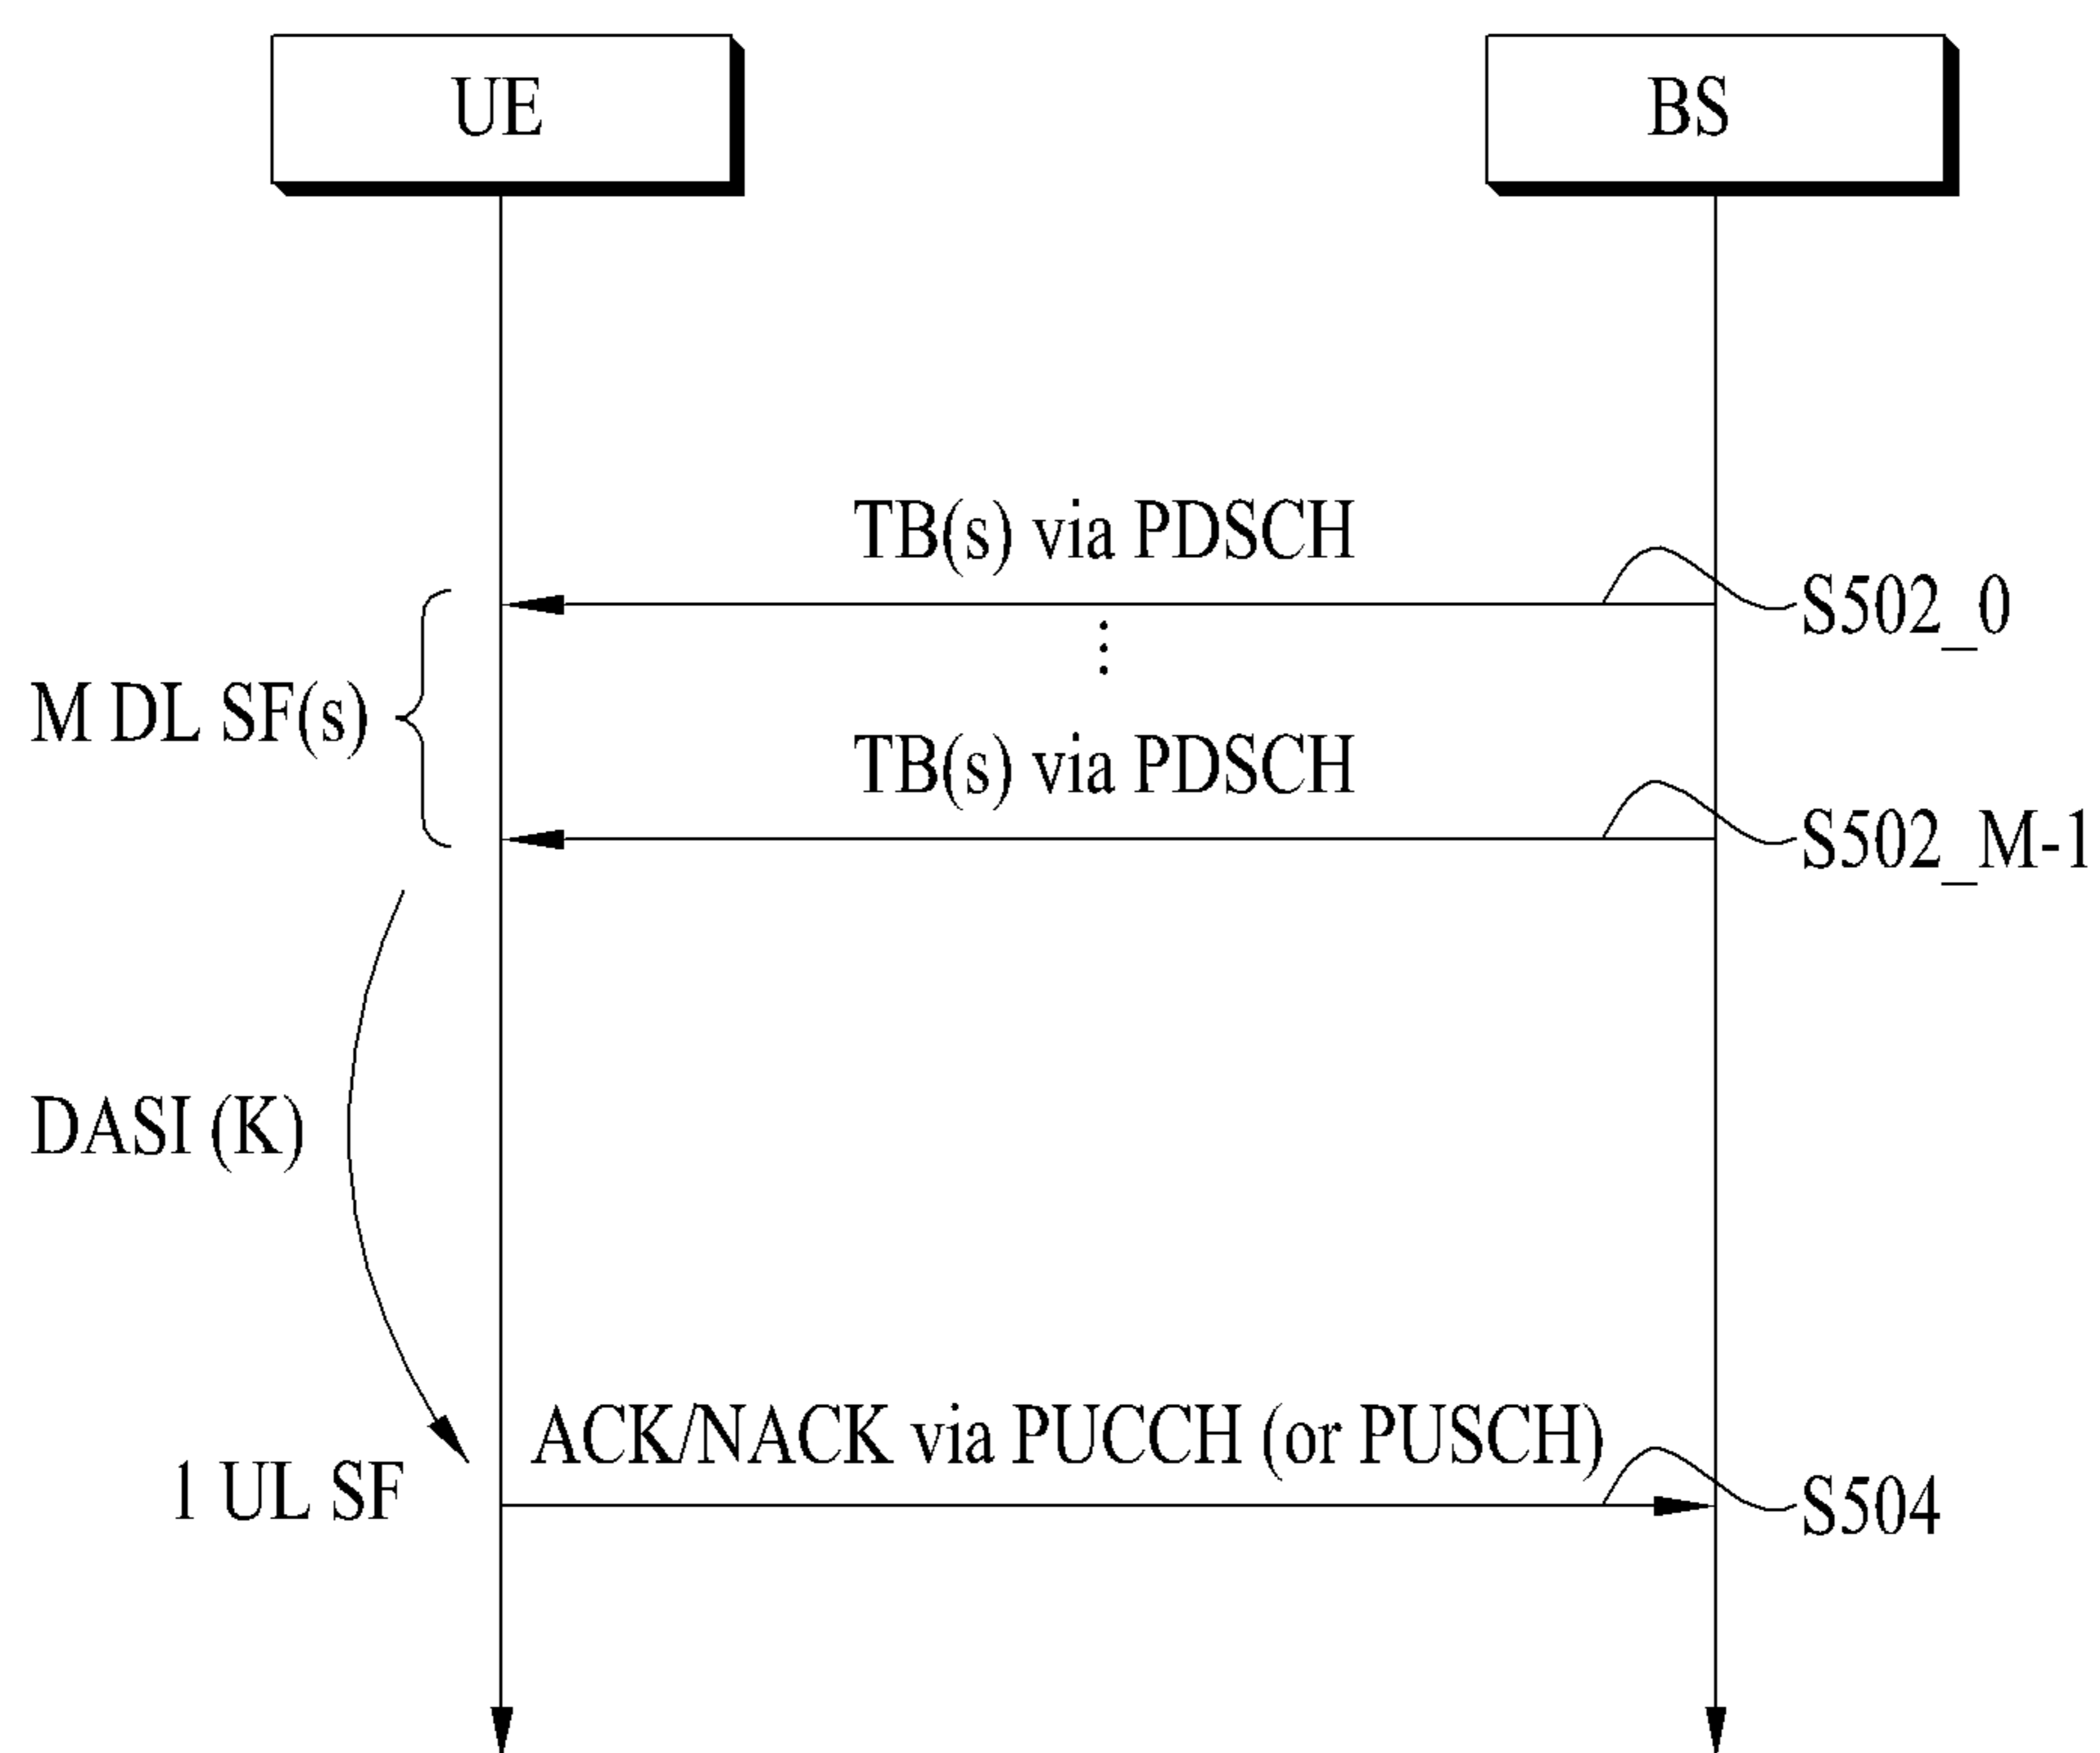 UE
BS
TB(s) via PDSCH
S502_0
M DL SF(s)
TB(s) via PDSCH
S502_M-1
DASI (K)
ACK/NACK via PUCCH (or PUSCH)
1 UL SF
S504